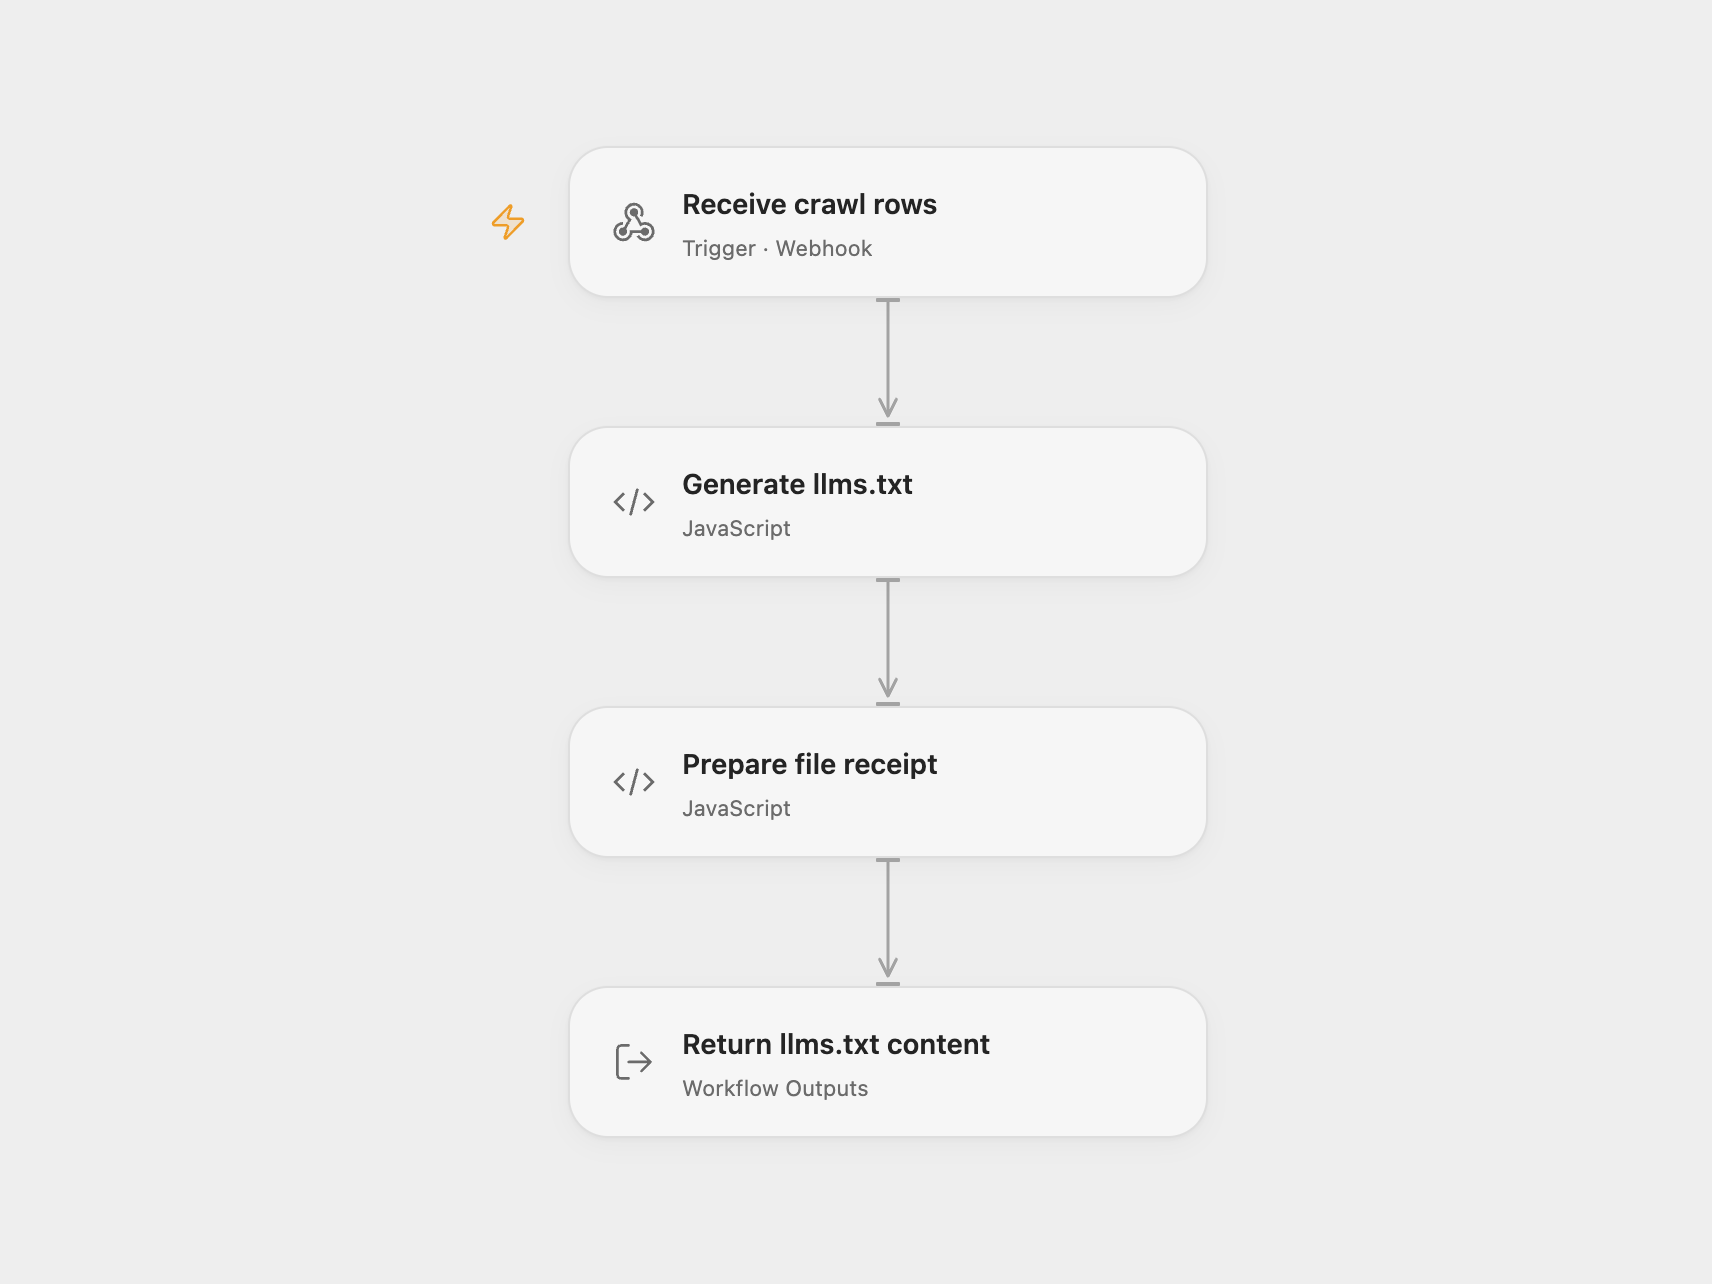 Receive crawl rows
Trigger · Webhook
Generate llms.txt
JavaScript
Prepare file receipt
JavaScript
Return llms.txt content
Workflow Outputs